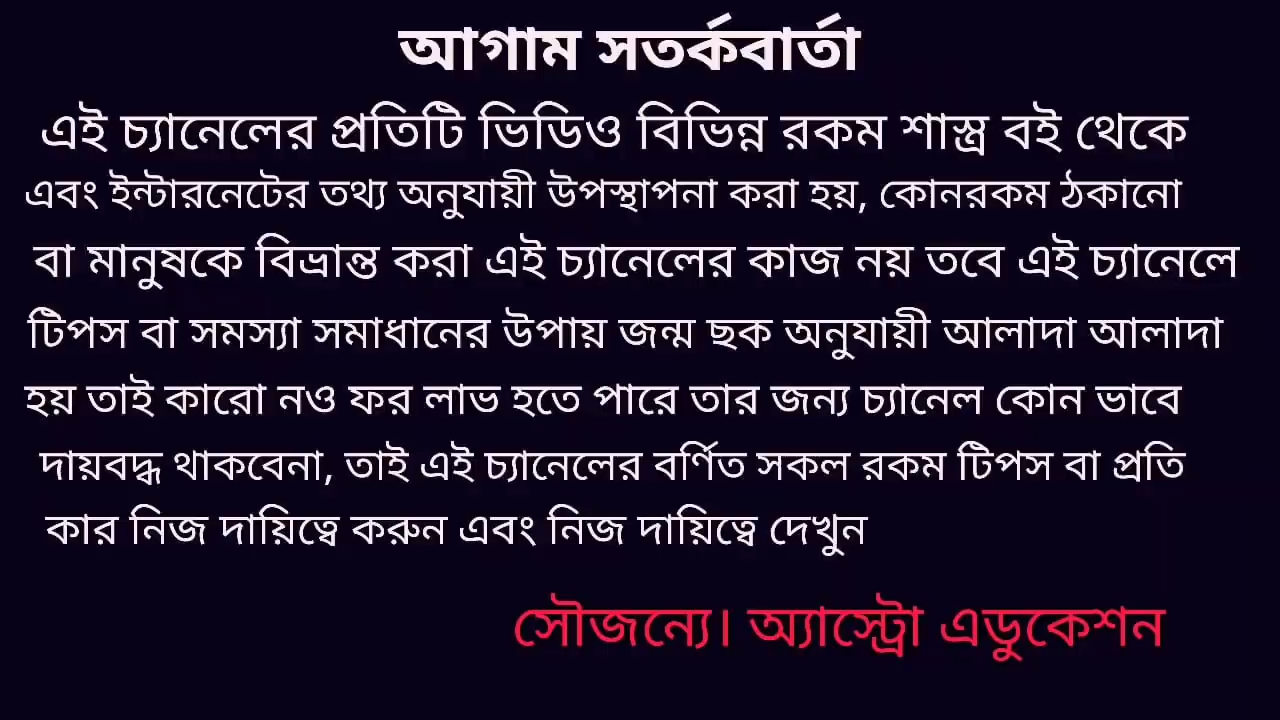 আগাম সতর্কবার্তা
এই চ্যানেলের প্রতিটি ভিডিও বিভিন্ন রকম শাস্ত্র বই থেকে
এবং ইন্টারনেটের তথ্য অনুযায়ী উপস্থাপনা করা হয়, কোনরকম ঠকানো
বা মানুষকে বিভ্রান্ত করা এই চ্যানেলের কাজ নয় তবে এই চ্যানেলে
টিপস বা সমস্যা সমাধানের উপায় জন্ম ছক অনুযায়ী আলাদা আলাদা
হয় তাই কারো নও ফর লাভ হতে পারে তার জন্য চ্যানেল কোন ভাবে
দায়বদ্ধ থাকবেনা, তাই এই চ্যানেলের বর্ণিত সকল রকম টিপস বা প্রতি
কার নিজ দায়িত্বে করুন এবং নিজ দায়িত্বে দেখুন
সৌজন্যে। অ্যাস্ট্রো এডুকেশন